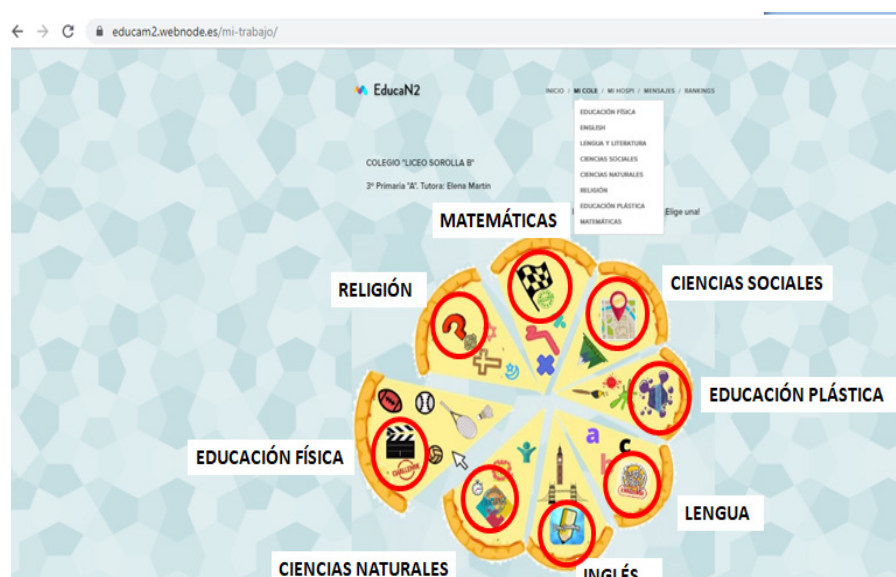 educam2.webnode.es/mi-trabajo/
EducaN2
INICIO / MI COLE / MI HOSPI / MENSAJES / RANKINGS
EDUCACIÓN FÍSICA
ENGLISH
LENGUA Y LITERATURA
CIENCIAS SOCIALES
CIENCIAS NATURALES
RELIGIÓN
EDUCACIÓN PLÁSTICA
MATEMÁTICAS
COLEGIO "LICEO SOROLLA B"
3º Primaria "A". Tutora: Elena Martín
¡Elige una!
MATEMÁTICAS
RELIGIÓN
CIENCIAS SOCIALES
EDUCACIÓN PLÁSTICA
EDUCACIÓN FÍSICA
CHALLENGE
a
c
b
LENGUA
CIENCIAS NATURALES
INGLÉS